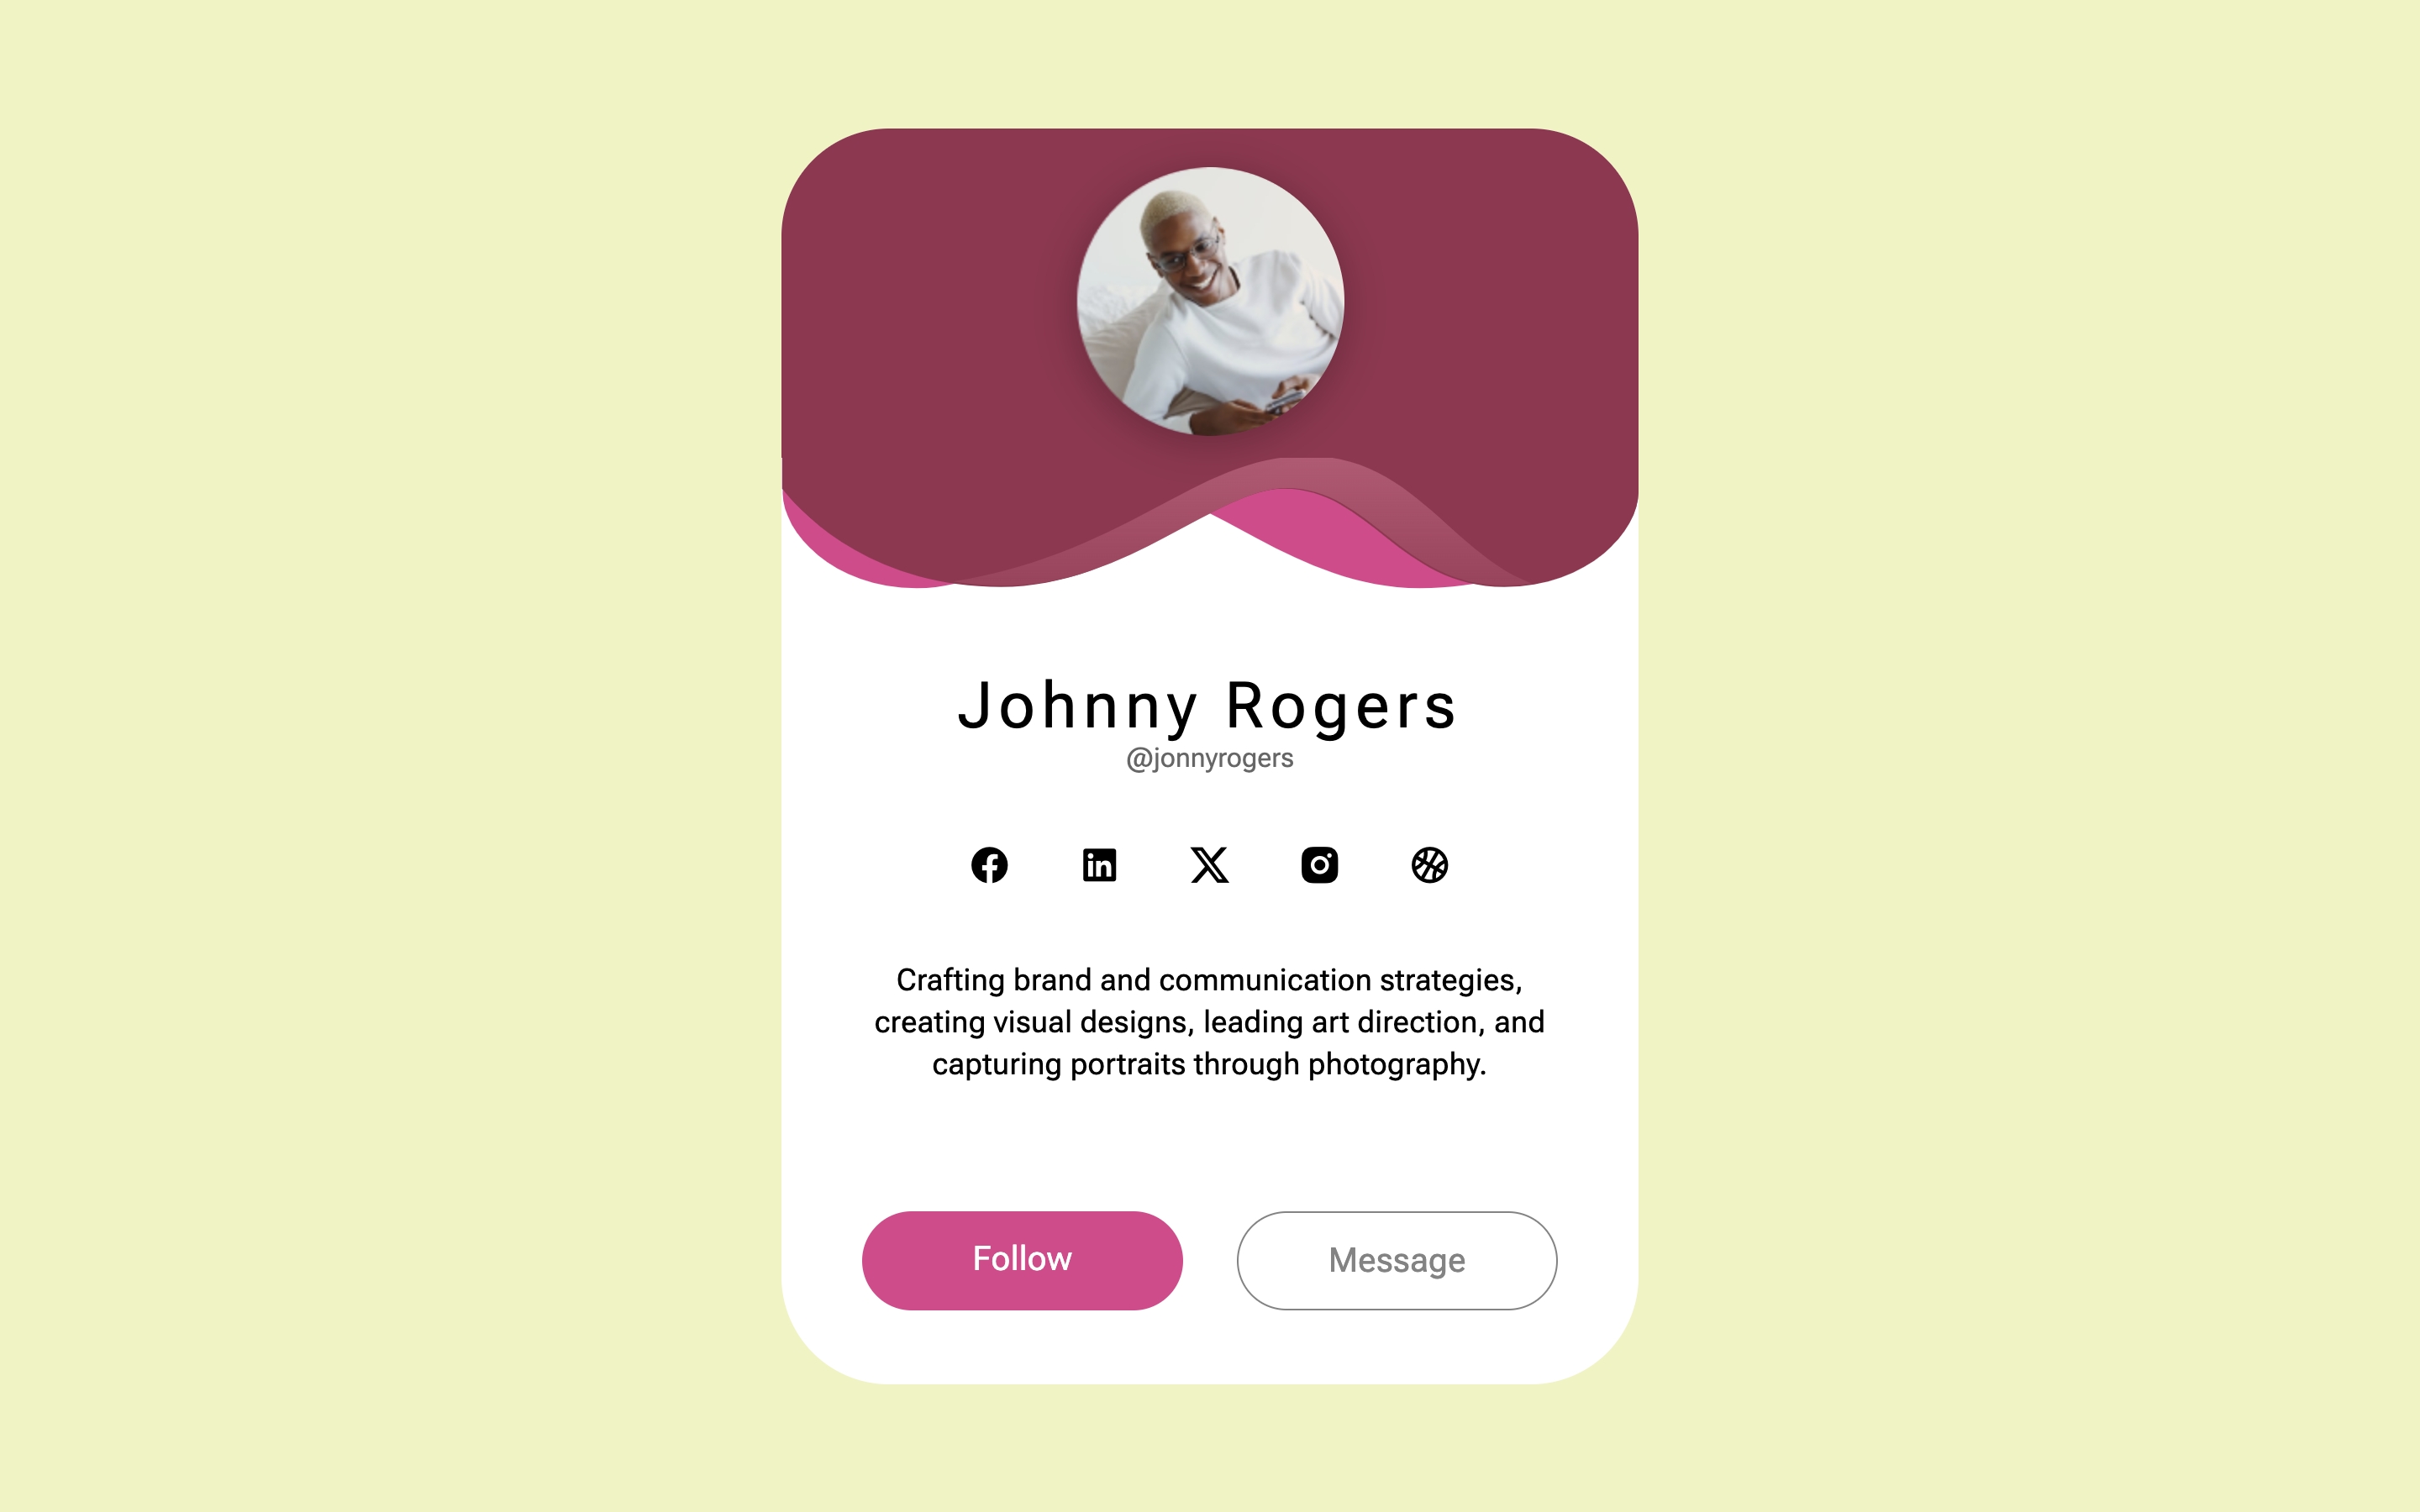 Johnny Rogers
@jonnyrogers
Crafting brand and communication strategies,
creating visual designs, leading art direction, and
capturing portraits through photography.
Follow
Message